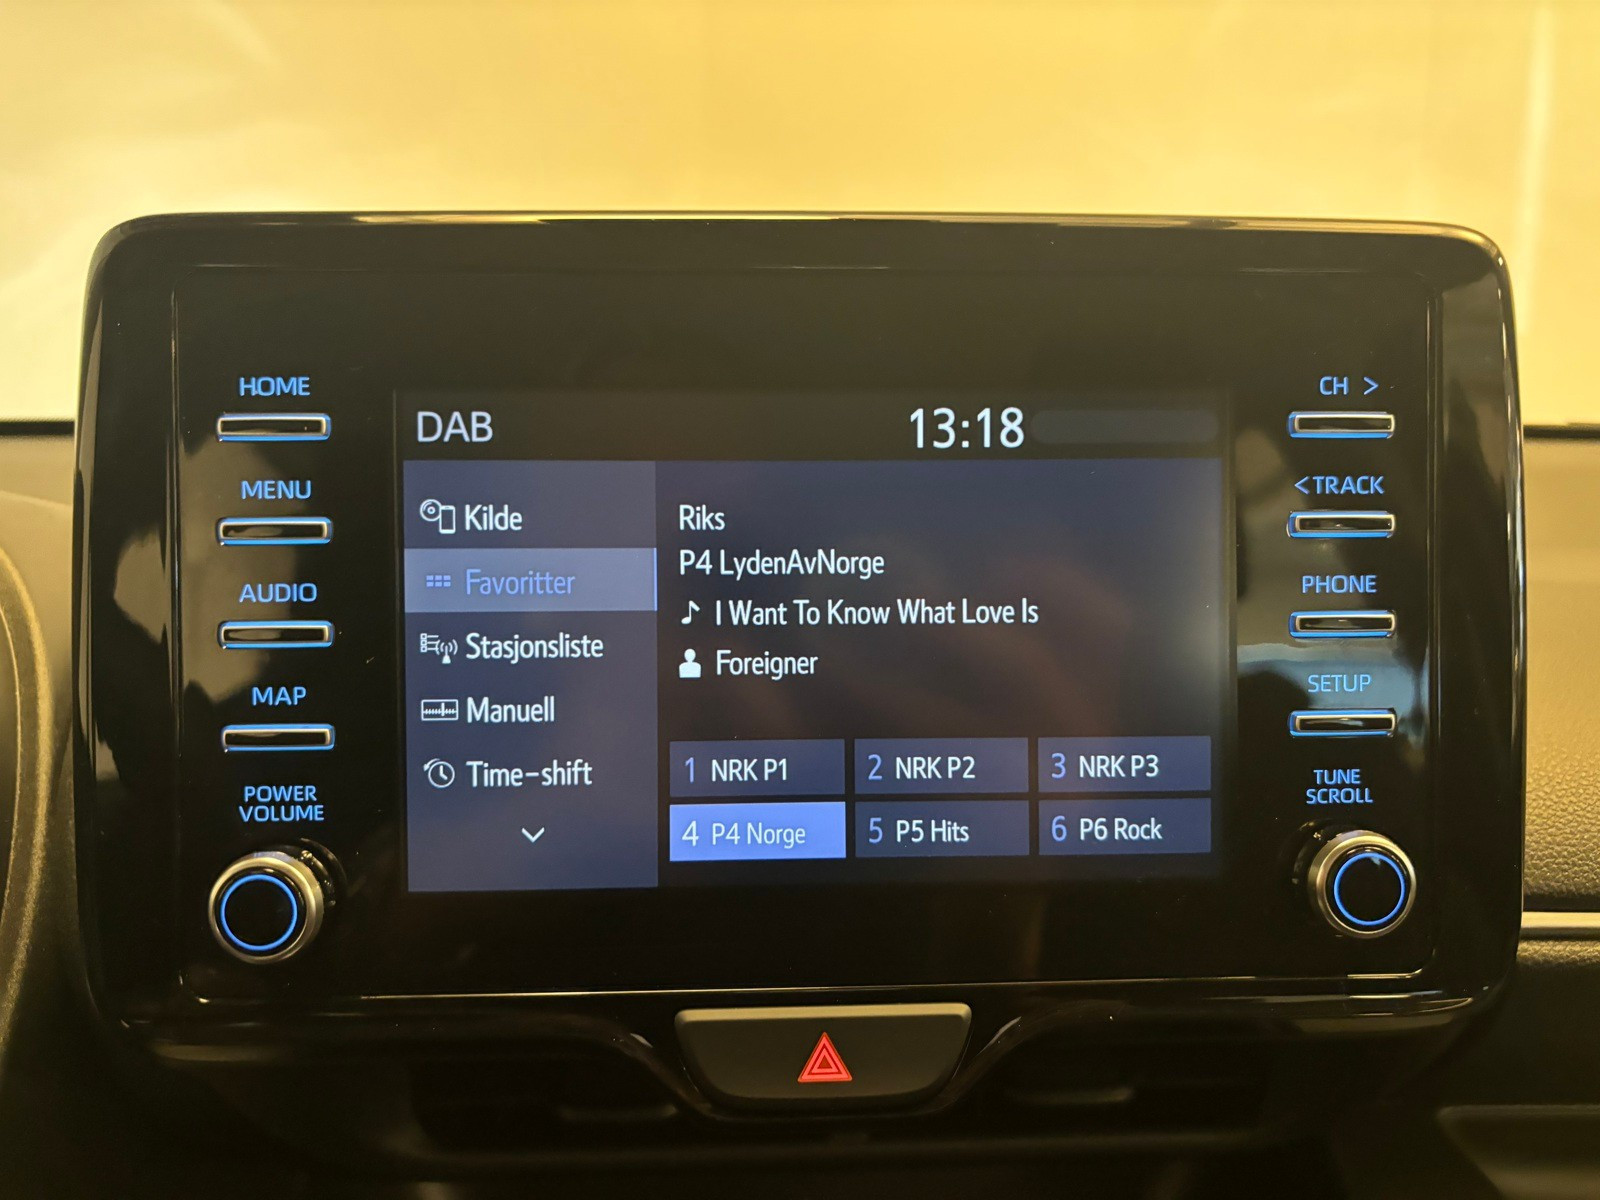 HOME
MENU
AUDIO
MAP
POWER
VOLUME
DAB
13:18
Kilde
Favoritter
Stasjonsliste
Manuell
Time-shift
Riks
P4 LydenAvNorge
I Want To Know What Love Is
Foreigner
1 NRK P1
2 NRK P2
3 NRK P3
4 P4 Norge
5 P5 Hits
6 P6 Rock
CH >
< TRACK
PHONE
SETUP
TUNE
SCROLL